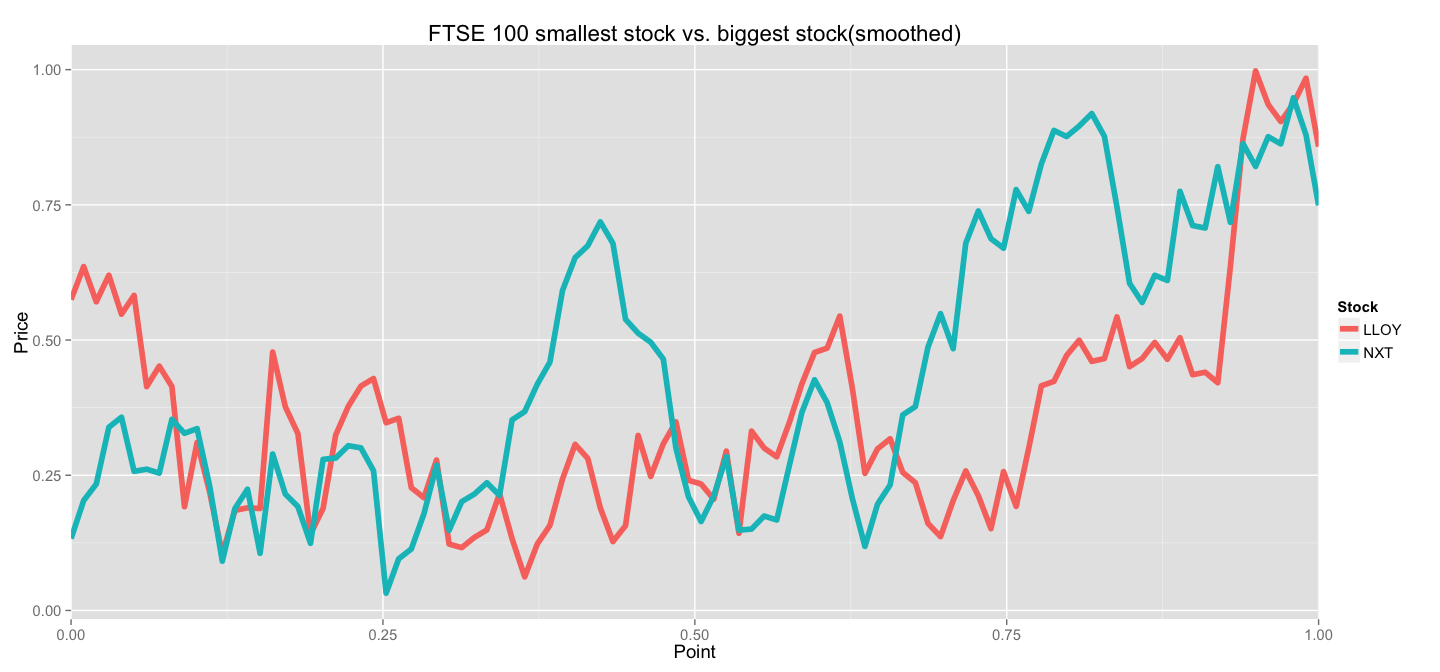 FTSE 100 smallest stock vs. biggest stock(smoothed)
1.00
0.75
0.50
0.25
0.00
Price
0.00 0.25 0.50 0.75 1.00
Point
Stock
LLOY
NXT